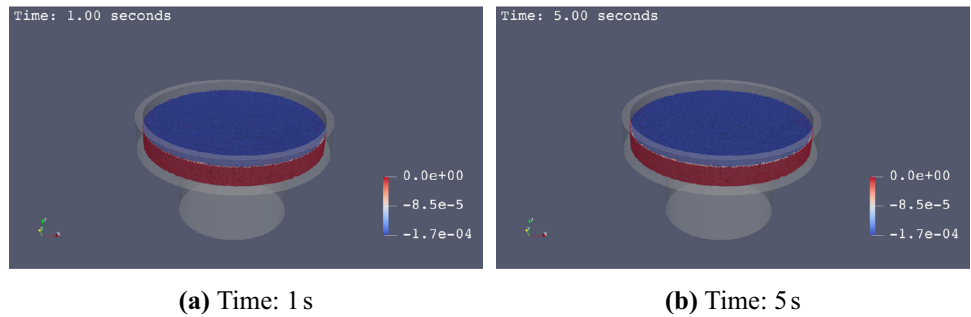 Time: 1.00 seconds
0.0e+00
-8.5e-5
-1.7e-04
(a) Time: 1 s
Time: 5.00 seconds
0.0e+00
-8.5e-5
-1.7e-04
(b) Time: 5 s